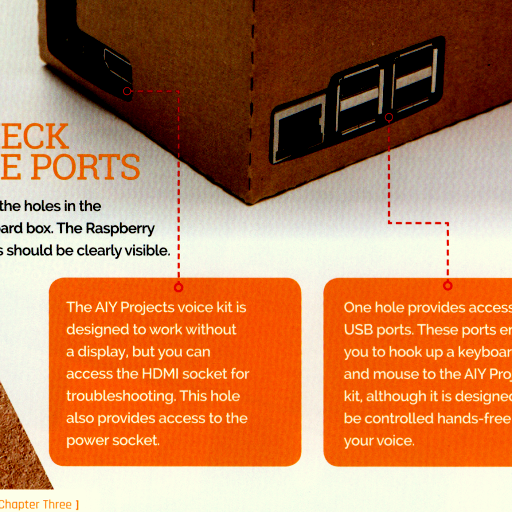 ECK
E PORTS
the holes in the
ard box. The Raspberry
s should be clearly visible.
The AIY Projects voice kit is
designed to work without
a display, but you can
access the HDMI socket for
troubleshooting. This hole
also provides access to the
power socket.
One hole provides access
USB ports. These ports en
you to hook up a keyboar
and mouse to the AIY Proj
kit, although it is designed
be controlled hands-free
your voice.
Chapter Three ]